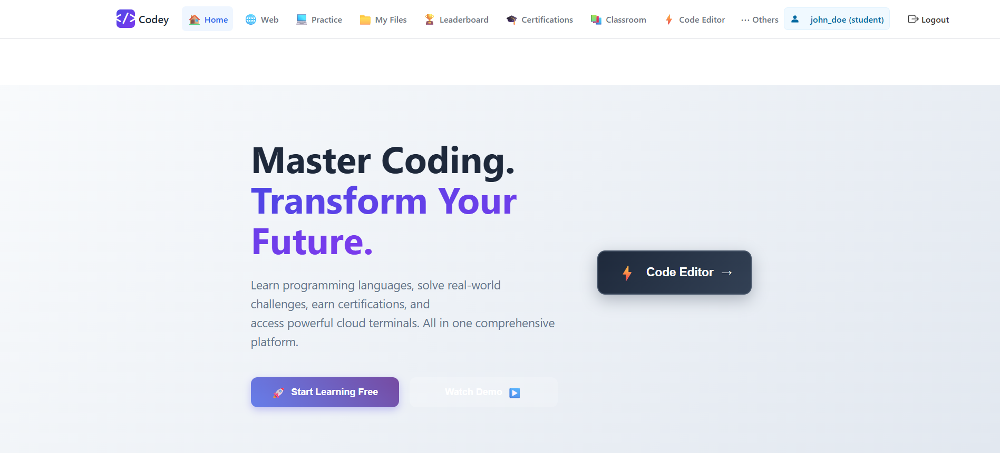 </> Codey Home Web Practice My Files Leaderboard Certifications Classroom Code Editor ··· Others john_doe (student) Logout
Master Coding.
Transform Your
Future.
Learn programming languages, solve real-world
challenges, earn certifications, and
access powerful cloud terminals. All in one comprehensive
platform.
Code Editor →
Start Learning Free
Watch Demo